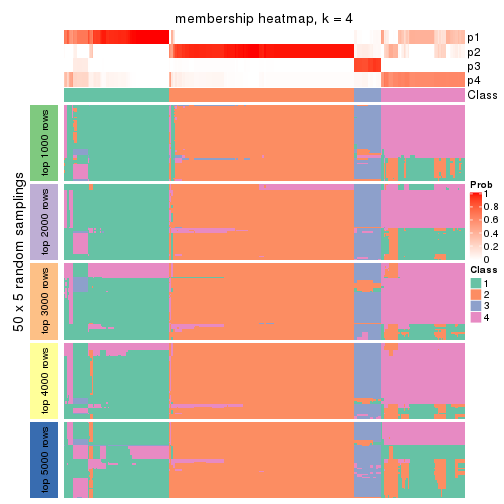 membership heatmap, k = 4
p1
p2
p3
p4
Class
50 x 5 random samplings
top 1000 rows
top 2000 rows
top 3000 rows
top 4000 rows
top 5000 rows
Prob
1
0.8
0.6
0.4
0.2
0
Class
1
2
3
4